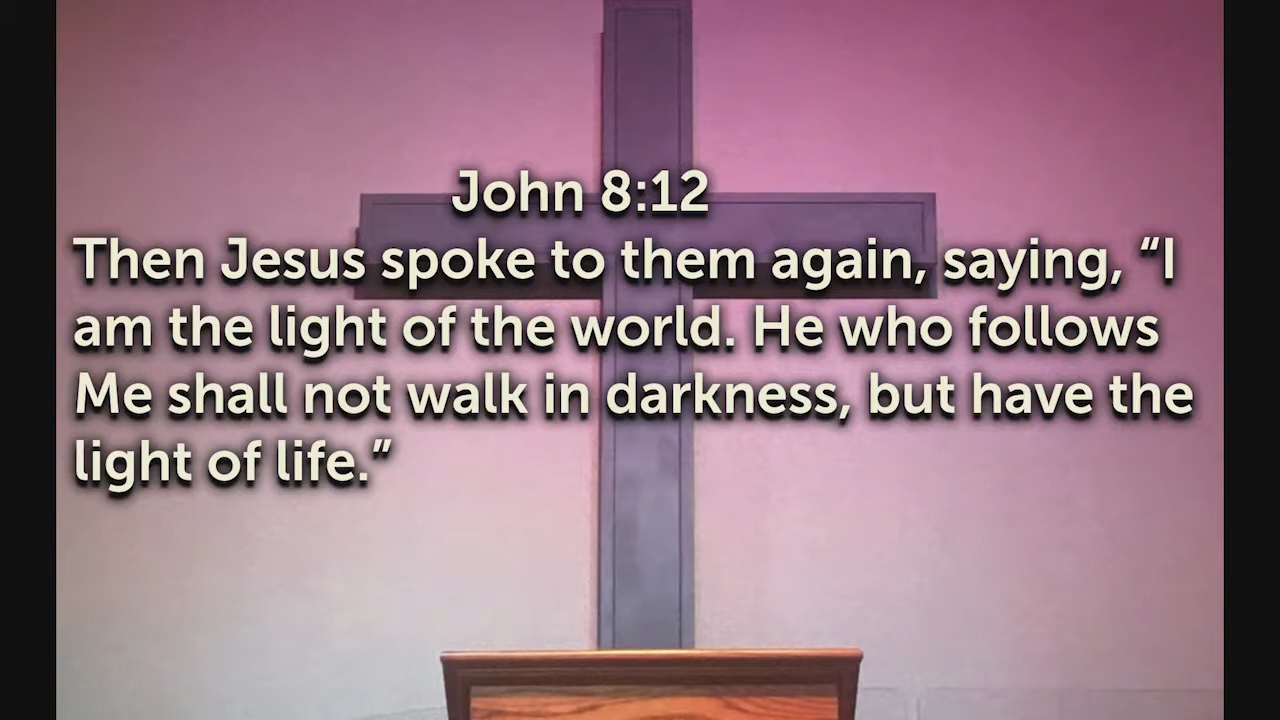 John 8:12
Then Jesus spoke to them again, saying, “I
am the light of the world. He who follows
Me shall not walk in darkness, but have the
light of life.”